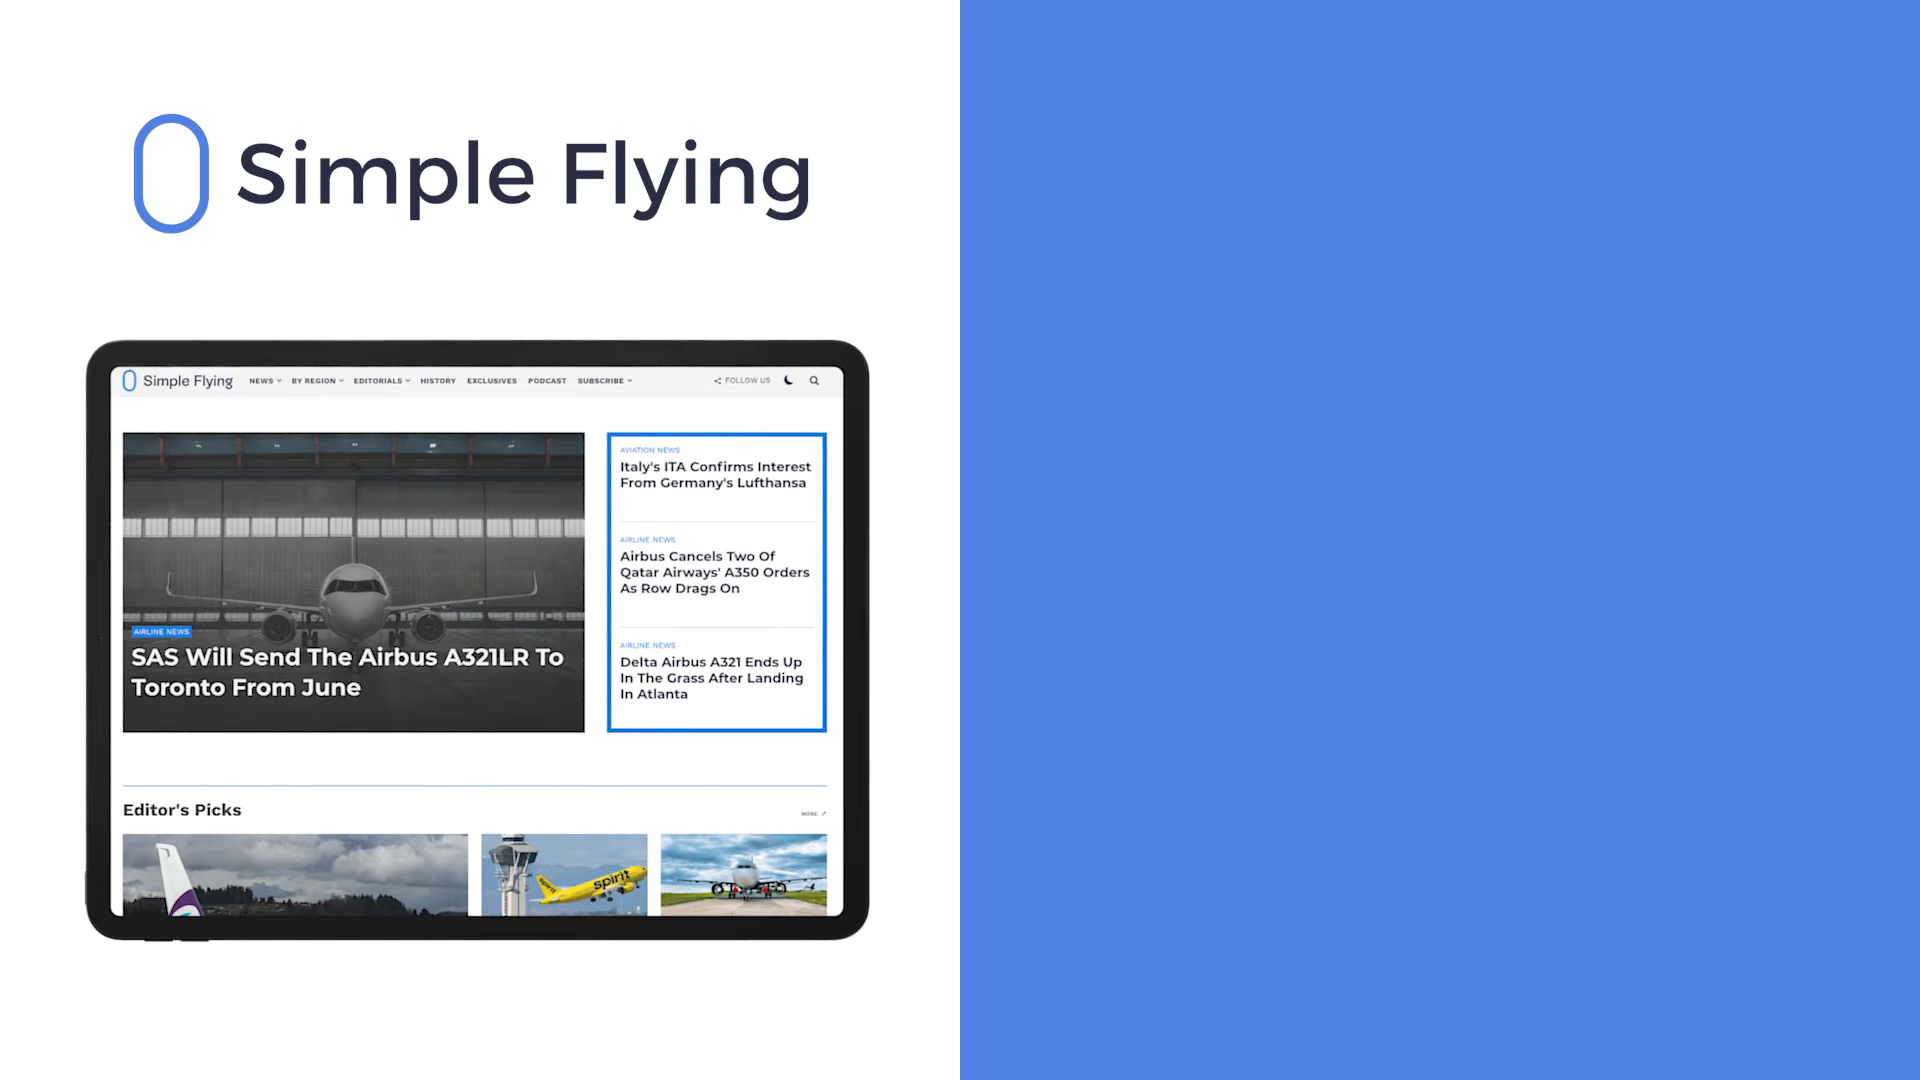 Simple Flying
Simple Flying NEWS BY REGION EDITORIALS HISTORY EXCLUSIVES PODCAST SUBSCRIBE FOLLOW US
AIRLINE NEWS
SAS Will Send The Airbus A321LR To
Toronto From June
AVIATION NEWS
Italy's ITA Confirms Interest
From Germany's Lufthansa
AIRLINE NEWS
Airbus Cancels Two Of
Qatar Airways' A350 Orders
As Row Drags On
AIRLINE NEWS
Delta Airbus A321 Ends Up
In The Grass After Landing
In Atlanta
Editor's Picks
MORE
spirit
spirit